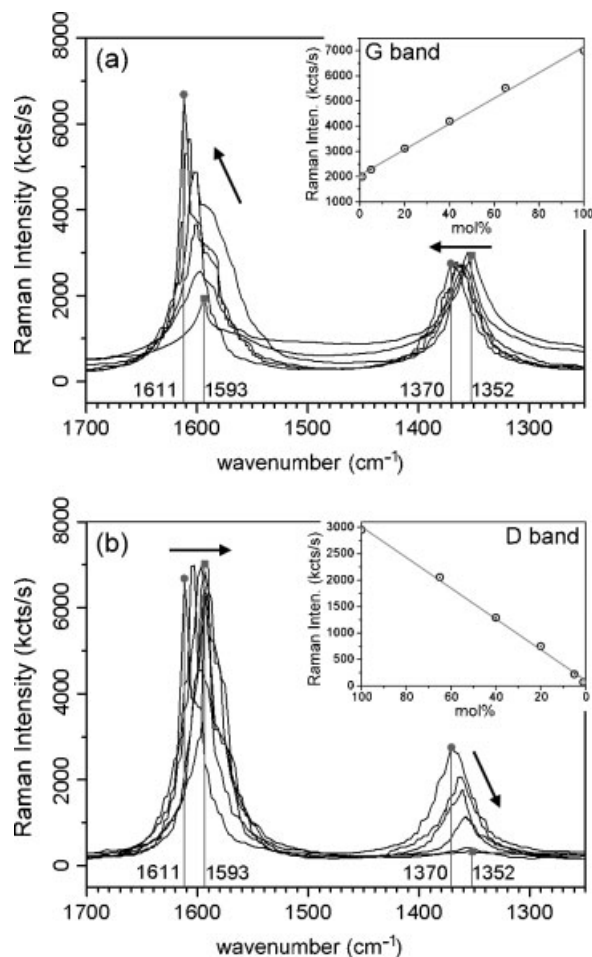 (a)
G band
Raman Intensity (kcts/s)
8000
6000
4000
2000
0
Raman Inten. (kcts/s)
7000
6000
5000
4000
3000
2000
1000
0 20 40 60 80 100
mol%
1611 1593 1370 1352
1700 1600 1500 1400 1300
wavenumber (cm⁻¹)
(b)
D band
Raman Intensity (kcts/s)
8000
6000
4000
2000
0
Raman Inten. (kcts/s)
3000
2500
2000
1500
1000
500
0
100 80 60 40 20 0
mol%
1611 1593 1370 1352
1700 1600 1500 1400 1300
wavenumber (cm⁻¹)